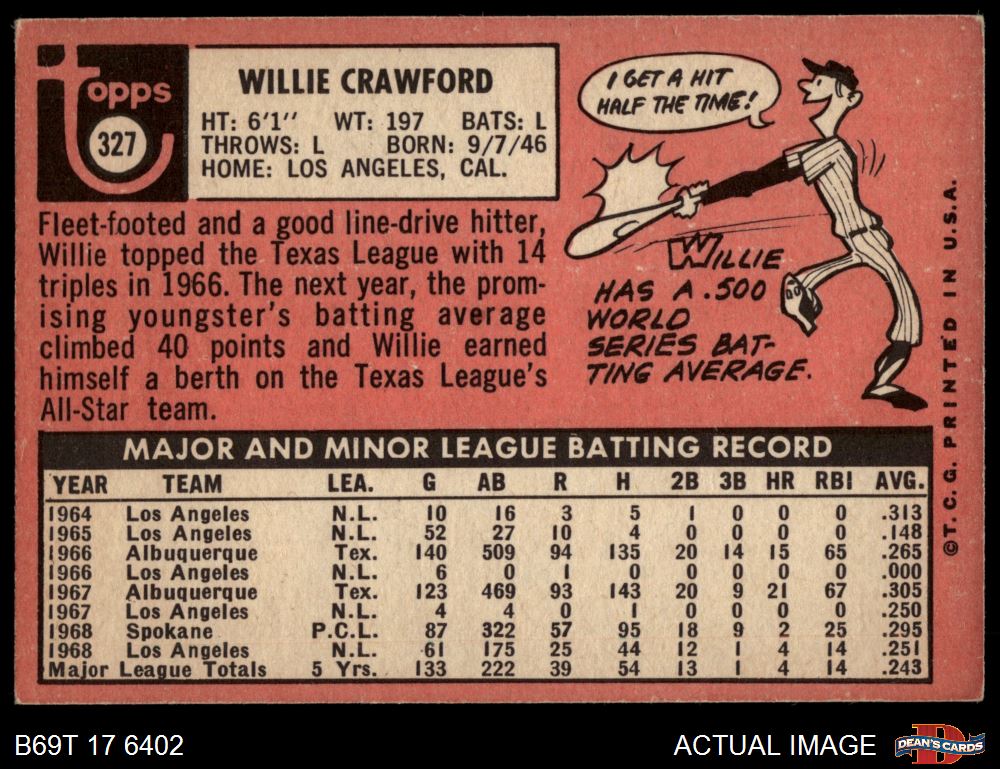 Topps
327
WILLIE CRAWFORD
HT: 6'1" WT: 197 BATS: L
THROWS: L BORN: 9/7/46
HOME: LOS ANGELES, CAL.
Fleet-footed and a good line-drive hitter,
Willie topped the Texas League with 14
triples in 1966. The next year, the prom-
ising youngster's batting average
climbed 40 points and Willie earned
himself a berth on the Texas League's
All-Star team.
I GET A HIT
HALF THE TIME!
WILLIE
HAS A .500
WORLD
SERIES BAT-
TING AVERAGE.
©T.C.G. PRINTED IN U.S.A.
MAJOR AND MINOR LEAGUE BATTING RECORD
YEAR TEAM LEA. G AB R H 2B 3B HR RBI AVG.
1964 Los Angeles N.L. 10 16 3 5 1 0 0 0 .313
1965 Los Angeles N.L. 52 27 10 4 0 0 0 0 .148
1966 Albuquerque Tex. 140 509 94 135 20 14 15 65 .265
1966 Los Angeles N.L. 6 0 1 0 0 0 0 0 .000
1967 Albuquerque Tex. 123 469 93 143 20 9 21 67 .305
1967 Los Angeles N.L. 4 4 0 1 0 0 0 0 .250
1968 Spokane P.C.L. 87 322 57 95 18 9 2 25 .295
1968 Los Angeles N.L. 61 175 25 44 12 1 4 14 .251
Major League Totals 5 Yrs. 133 222 39 54 13 1 4 14 .243
B69T 17 6402
ACTUAL IMAGE
D
DEAN'S CARDS